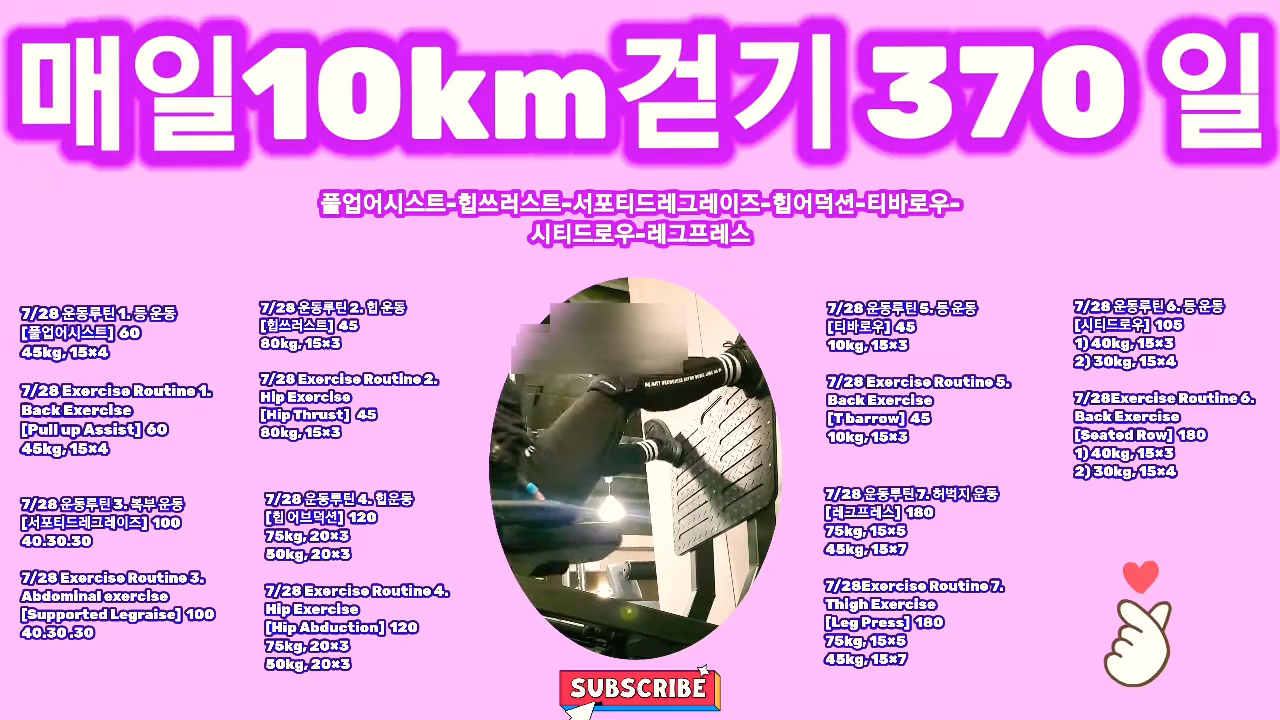 매일10km걷기 370 일
풀업어시스트-힙쓰러스트-서포티드레그레이즈-힙어덕션-티바로우-
시티드로우-레그프레스
7/28 운동루틴 1. 등 운동
[풀업어시스트] 60
45kg, 15×4
7/28 Exercise Routine 1.
Back Exercise
[Pull up Assist] 60
45kg, 15×4
7/28 운동루틴 2. 힙 운동
[힙쓰러스트] 45
80kg, 15×3
7/28 Exercise Routine 2.
Hip Exercise
[Hip Thrust] 45
80kg, 15×3
7/28 운동루틴 3. 복부 운동
[서포티드레그레이즈] 100
40.30.30
7/28 Exercise Routine 3.
Abdominal exercise
[Supported Legraise] 100
40.30 .30
7/28 운동루틴 4. 힙운동
[힙 어브덕션] 120
75kg, 20×3
50kg, 20×3
7/28 Exercise Routine 4.
Hip Exercise
[Hip Abduction] 120
75kg, 20×3
50kg, 20×3
7/28 운동루틴 5. 등 운동
[티바로우] 45
10kg, 15×3
7/28 Exercise Routine 5.
Back Exercise
[T barrow] 45
10kg, 15×3
7/28 운동루틴 6. 등 운동
[시티드로우] 105
1) 40kg, 15×3
2) 30kg, 15×4
7/28Exercise Routine 6.
Back Exercise
[Seated Row] 180
1) 40kg, 15×3
2) 30kg, 15×4
7/28 운동루틴 7. 허벅지 운동
[레그프레스] 180
75kg, 15×5
45kg, 15×7
7/28Exercise Routine 7.
Thigh Exercise
[Leg Press] 180
75kg, 15×5
45kg, 15×7
SUBSCRIBE